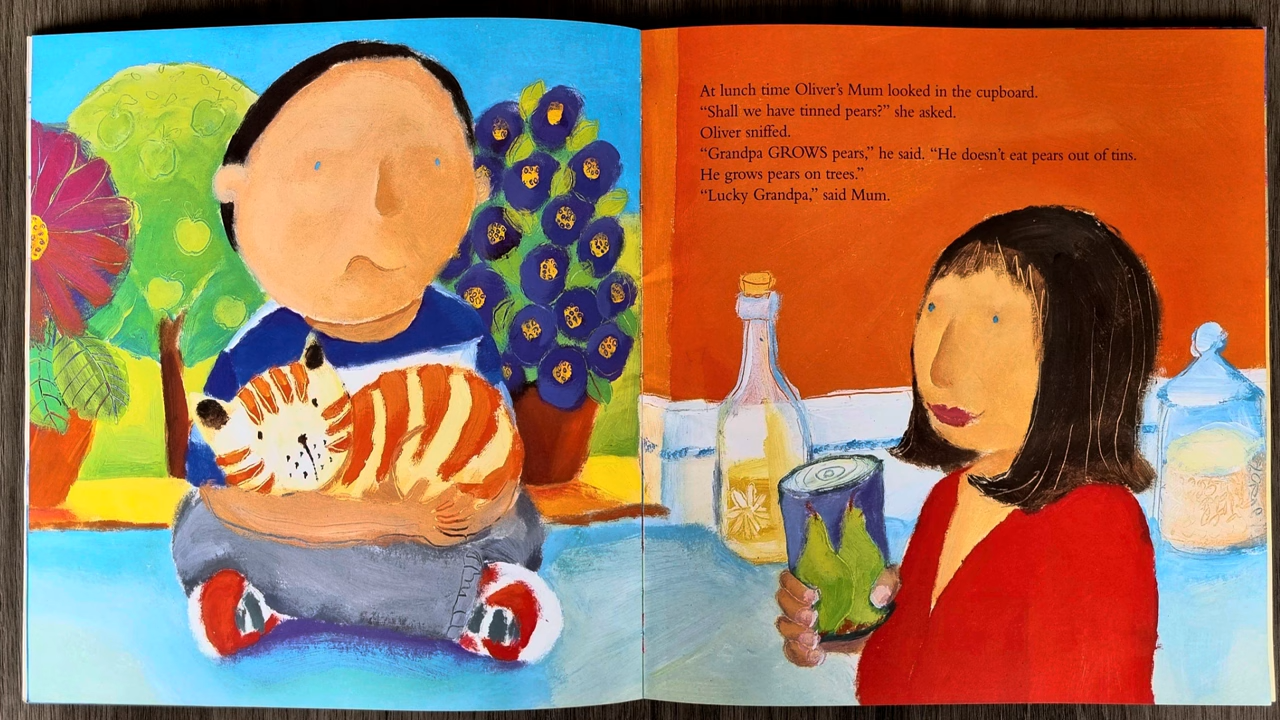 At lunch time Oliver’s Mum looked in the cupboard.
“Shall we have tinned pears?” she asked.
Oliver sniffed.
“Grandpa GROWS pears,” he said. “He doesn’t eat pears out of tins.
He grows pears on trees.”
“Lucky Grandpa,” said Mum.